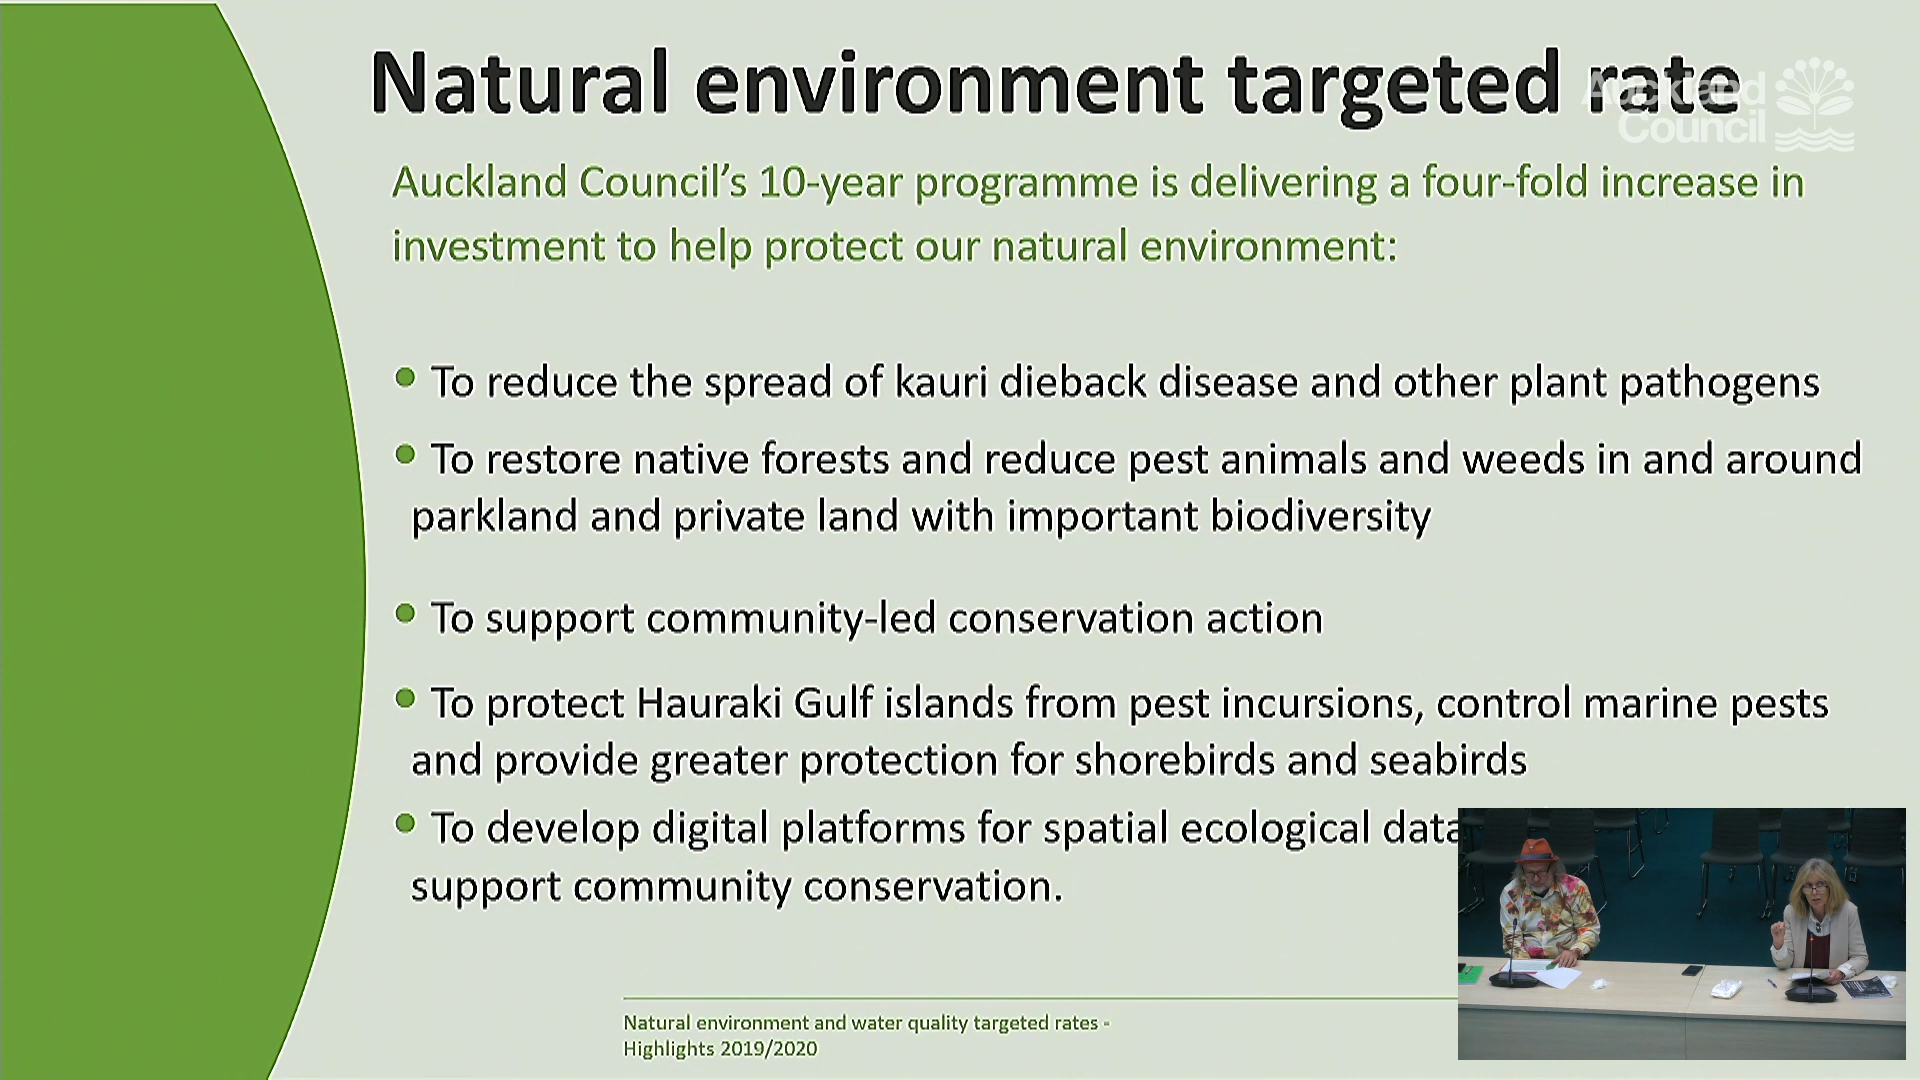 Natural environment targeted rate
Auckland
Council
Auckland Council’s 10-year programme is delivering a four-fold increase in
investment to help protect our natural environment:
• To reduce the spread of kauri dieback disease and other plant pathogens
• To restore native forests and reduce pest animals and weeds in and around
parkland and private land with important biodiversity
• To support community-led conservation action
• To protect Hauraki Gulf islands from pest incursions, control marine pests
and provide greater protection for shorebirds and seabirds
• To develop digital platforms for spatial ecological data
support community conservation.
Natural environment and water quality targeted rates -
Highlights 2019/2020